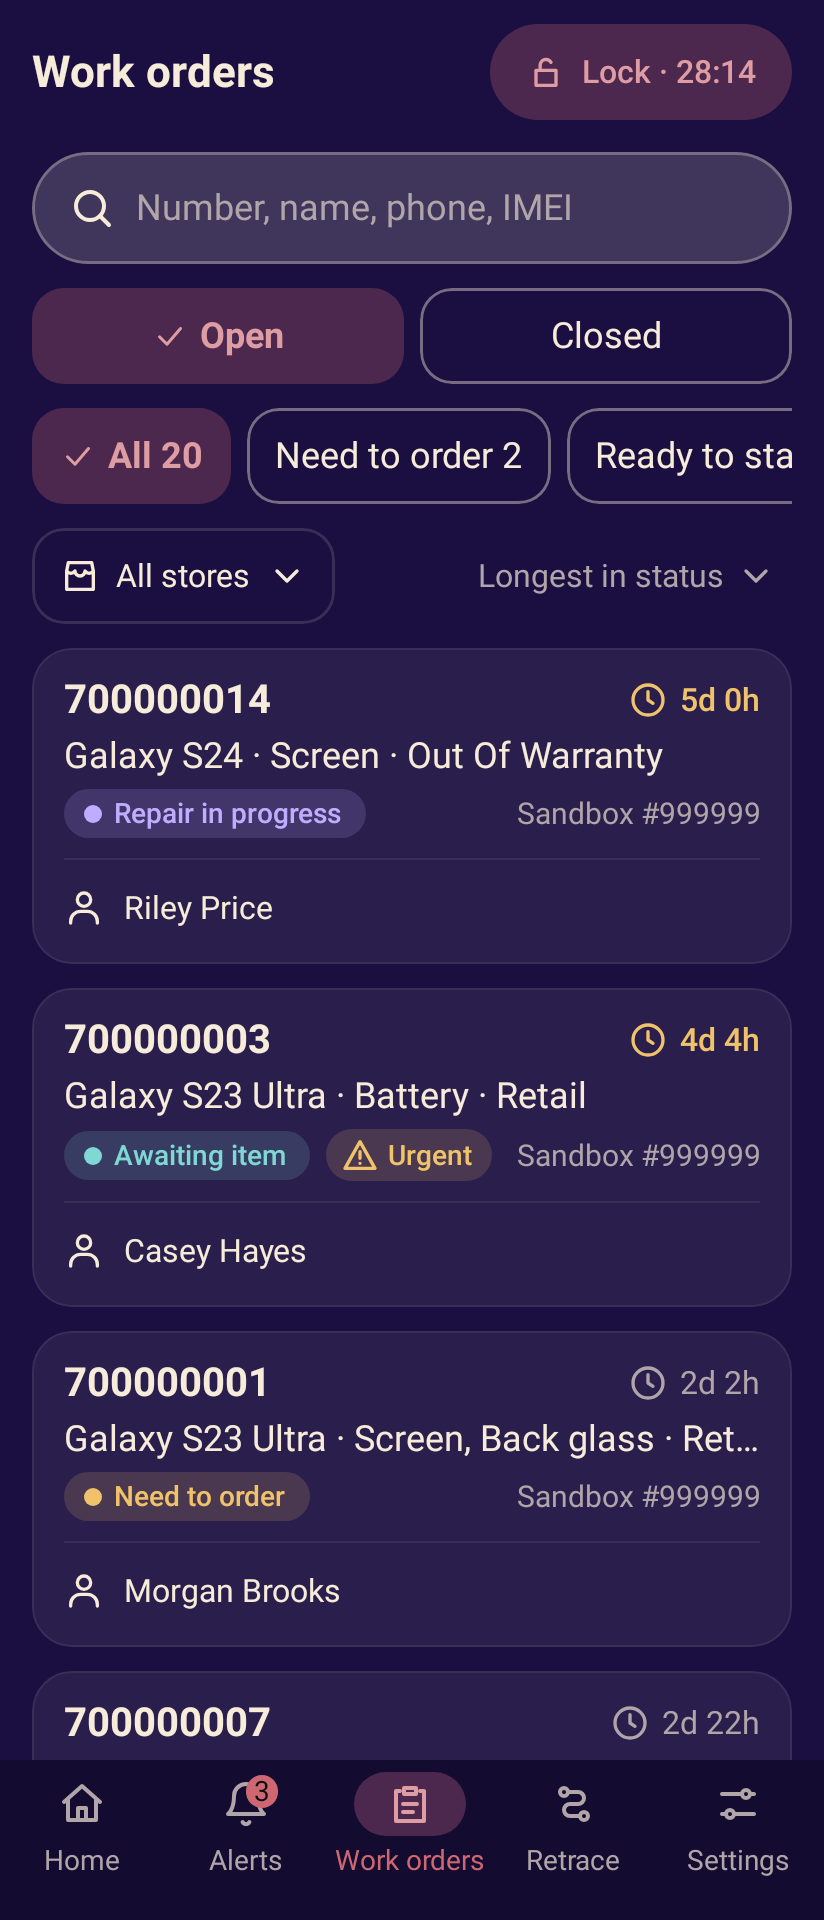 Work orders
Lock · 28:14
Number, name, phone, IMEI
Open
Closed
All 20
Need to order 2
Ready to sta
All stores
Longest in status
700000014
5d 0h
Galaxy S24 · Screen · Out Of Warranty
Repair in progress
Sandbox #999999
Riley Price
700000003
4d 4h
Galaxy S23 Ultra · Battery · Retail
Awaiting item
Urgent
Sandbox #999999
Casey Hayes
700000001
2d 2h
Galaxy S23 Ultra · Screen, Back glass · Ret...
Need to order
Sandbox #999999
Morgan Brooks
700000007
2d 22h
3
Home
Alerts
Work orders
Retrace
Settings